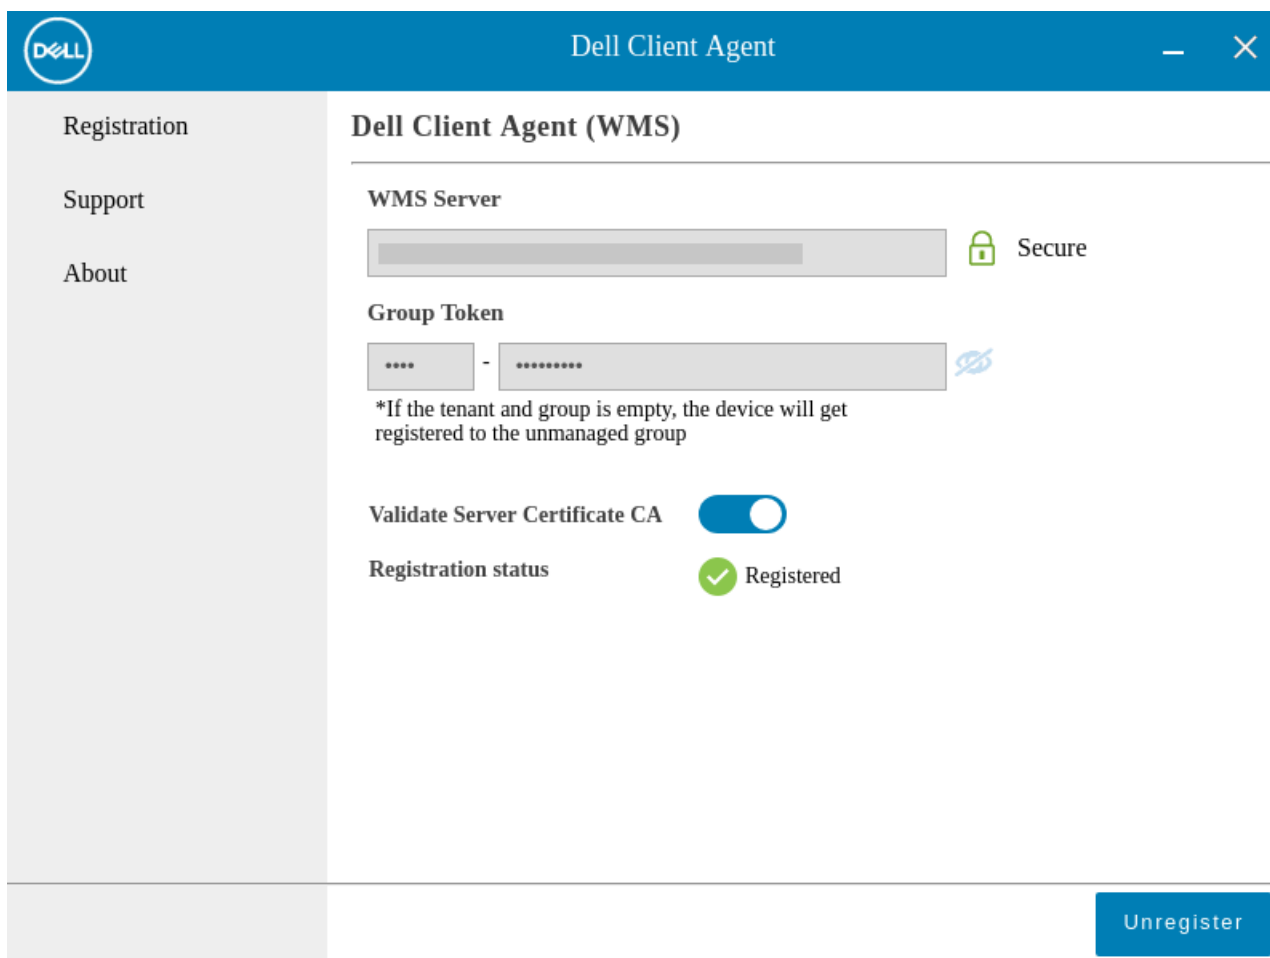 DELL
Dell Client Agent
Registration
Support
About
Dell Client Agent (WMS)
WMS Server
Secure
Group Token
•••• - •••••••••
*If the tenant and group is empty, the device will get
registered to the unmanaged group
Validate Server Certificate CA
Registration status
Registered
Unregister